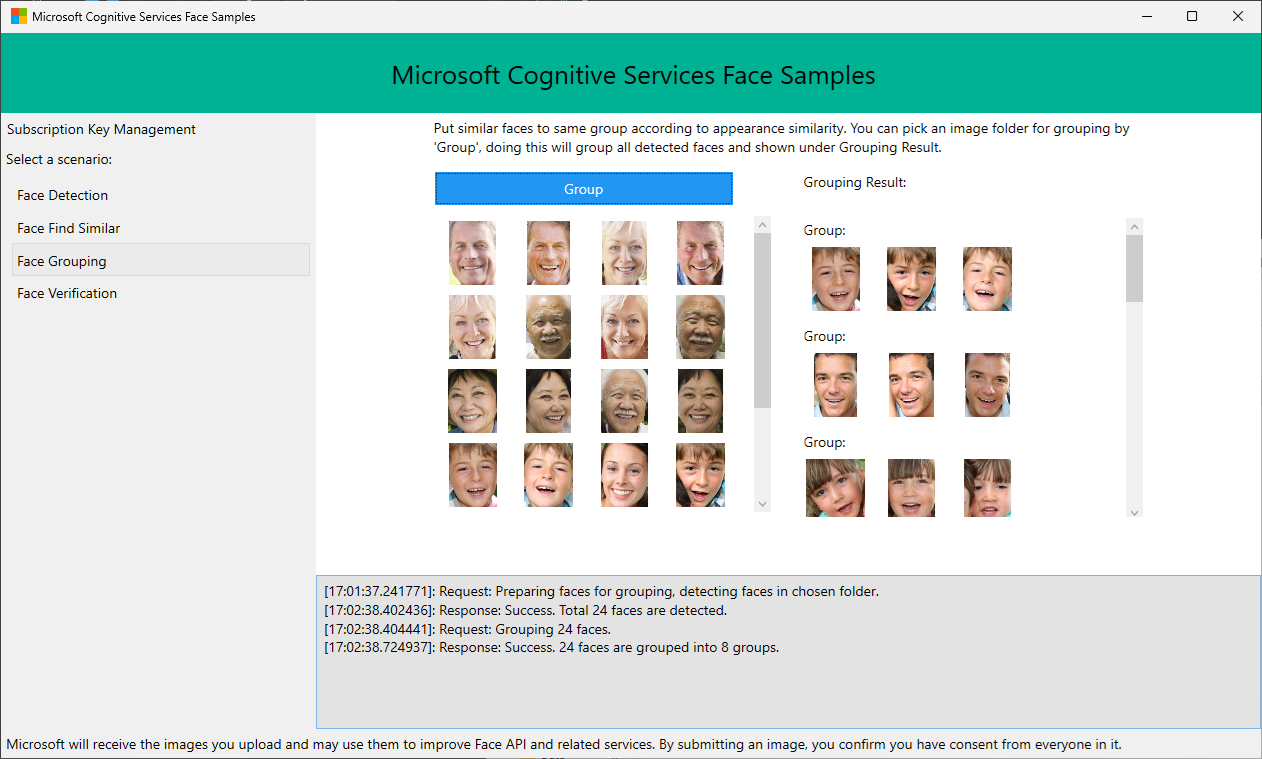 Microsoft Cognitive Services Face Samples
Microsoft Cognitive Services Face Samples
Subscription Key Management
Select a scenario:
Face Detection
Face Find Similar
Face Grouping
Face Verification
Put similar faces to same group according to appearance similarity. You can pick an image folder for grouping by
'Group', doing this will group all detected faces and shown under Grouping Result.
Group
Grouping Result:
Group:
Group:
Group:
[17:01:37.241771]: Request: Preparing faces for grouping, detecting faces in chosen folder.
[17:02:38.402436]: Response: Success. Total 24 faces are detected.
[17:02:38.404441]: Request: Grouping 24 faces.
[17:02:38.724937]: Response: Success. 24 faces are grouped into 8 groups.
Microsoft will receive the images you upload and may use them to improve Face API and related services. By submitting an image, you confirm you have consent from everyone in it.